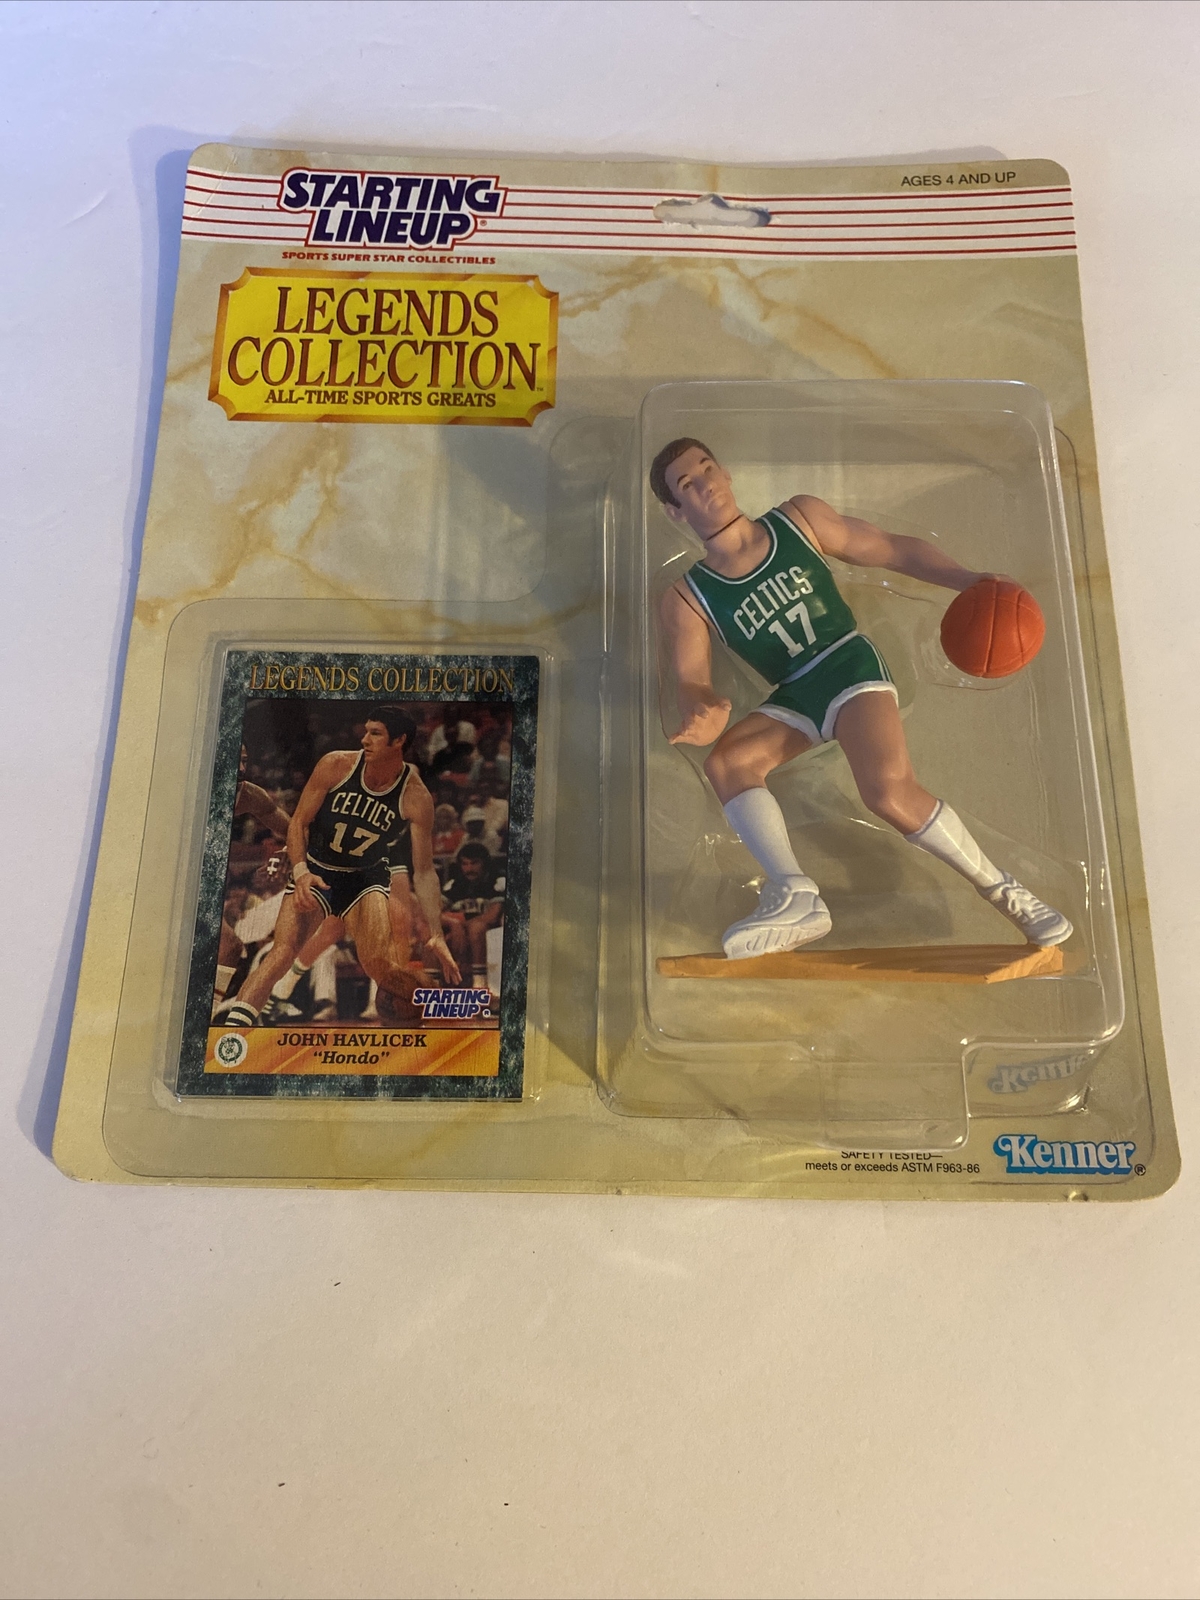 AGES 4 AND UP
STARTING
LINEUP®
SPORTS SUPER STAR COLLECTIBLES
LEGENDS
COLLECTION™
ALL-TIME SPORTS GREATS
CELTICS
17
LEGENDS COLLECTION
CELTICS
17
STARTING
LINEUP®
JOHN HAVLICEK
"Hondo"
SAFETY TESTED—
meets or exceeds ASTM F963-86
Kenner®